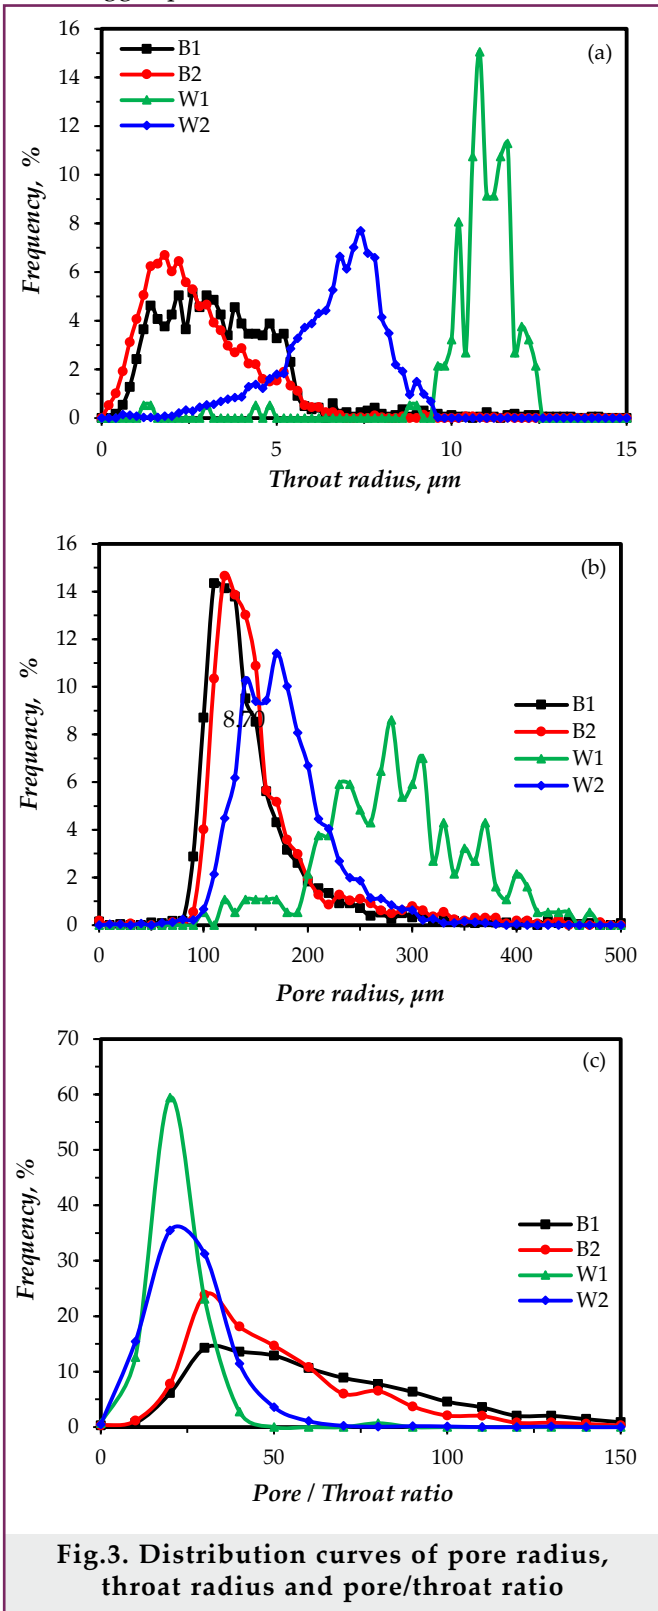 16
14
12
10
8
6
4
2
0
Frequency, %
B1
B2
W1
W2
(a)
0 5 10 15
Throat radius, µm
16
14
12
10
8
6
4
2
0
Frequency, %
(b)
8.79
B1
B2
W1
W2
0 100 200 300 400 500
Pore radius, µm
70
60
50
40
30
20
10
0
Frequency, %
(c)
B1
B2
W1
W2
0 50 100 150
Pore / Throat ratio
Fig.3. Distribution curves of pore radius,
throat radius and pore/throat ratio